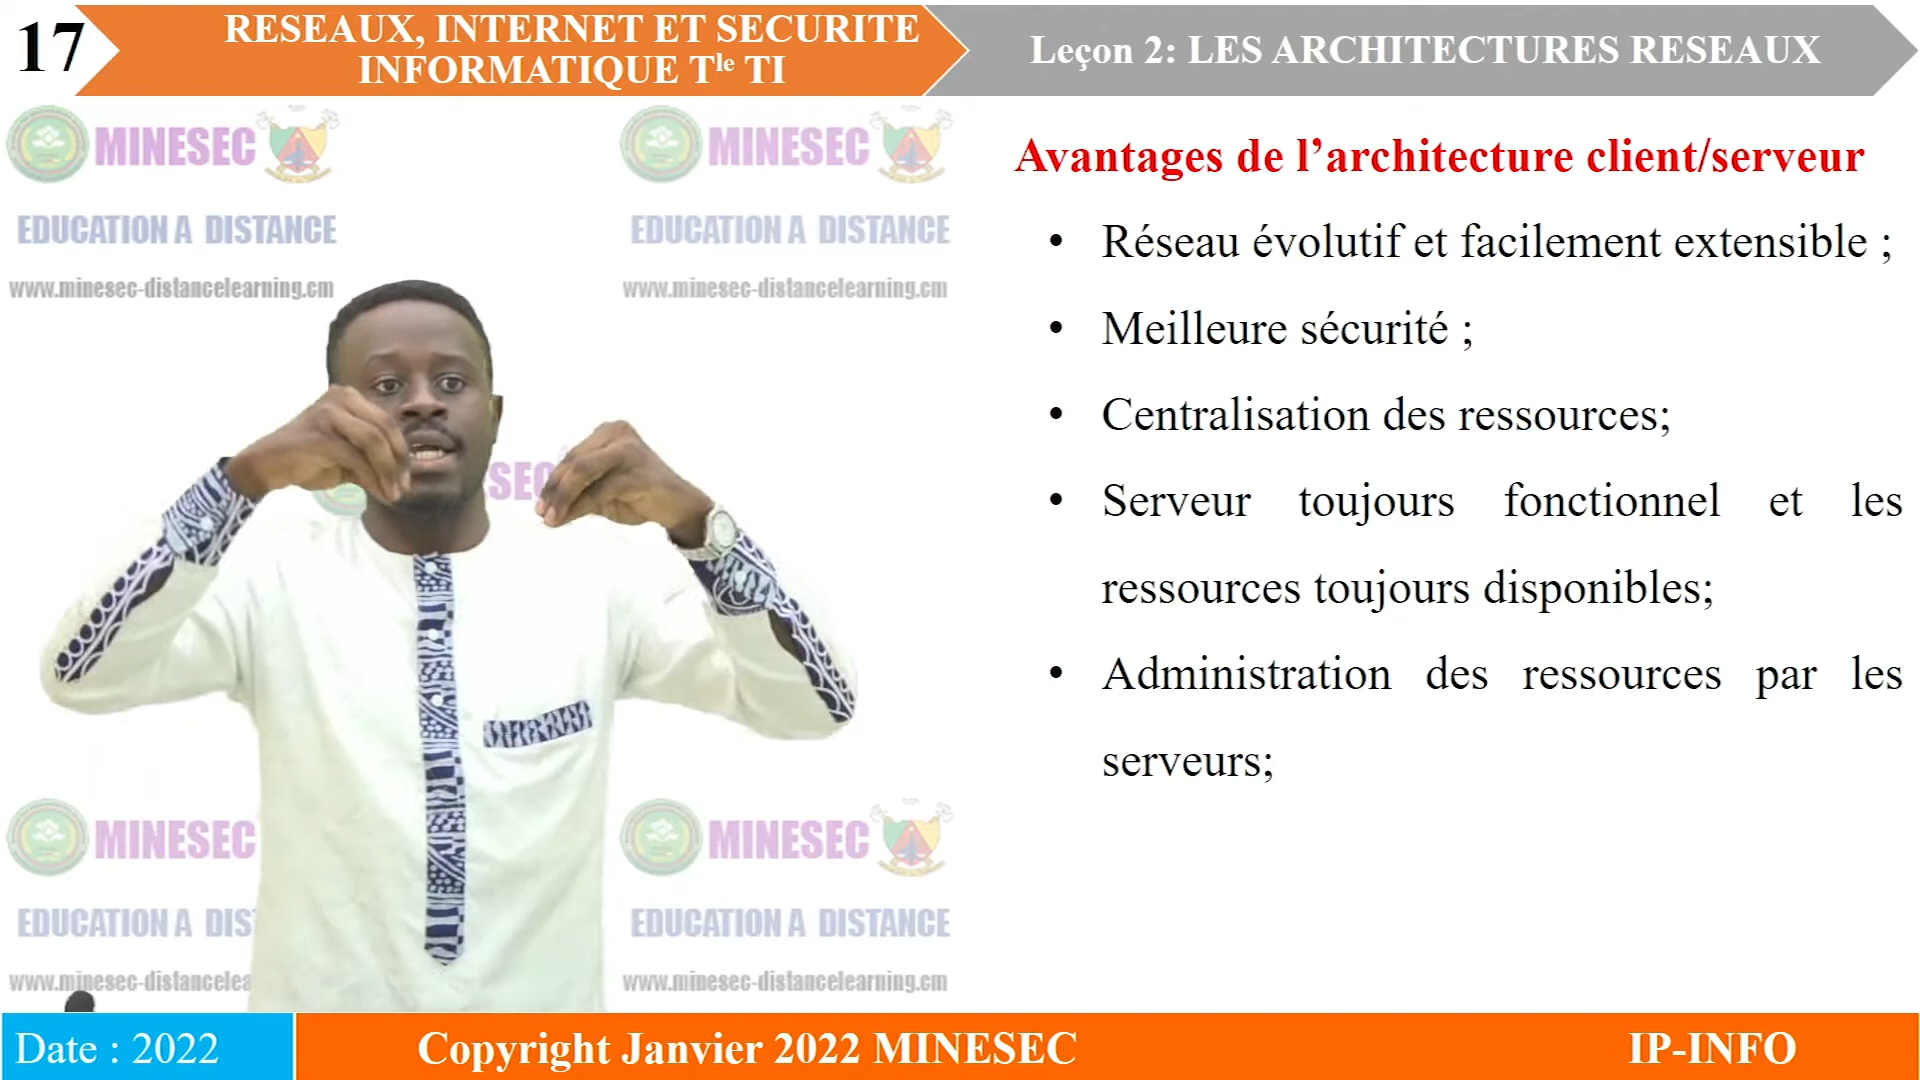 17
RESEAUX, INTERNET ET SECURITE
INFORMATIQUE Tle TI
Leçon 2: LES ARCHITECTURES RESEAUX
MINESEC
MINESEC
EDUCATION A DISTANCE
EDUCATION A DISTANCE
www.minesec-distancelearning.cm
www.minesec-distancelearning.cm
Avantages de l’architecture client/serveur
• Réseau évolutif et facilement extensible ;
• Meilleure sécurité ;
• Centralisation des ressources;
• Serveur toujours fonctionnel et les
ressources toujours disponibles;
• Administration des ressources par les
serveurs;
SEC
MINESEC
MINESEC
EDUCATION A DIS
EDUCATION A DISTANCE
www.minesec-distancelea
www.minesec-distancelearning.cm
Date : 2022
Copyright Janvier 2022 MINESEC
IP-INFO